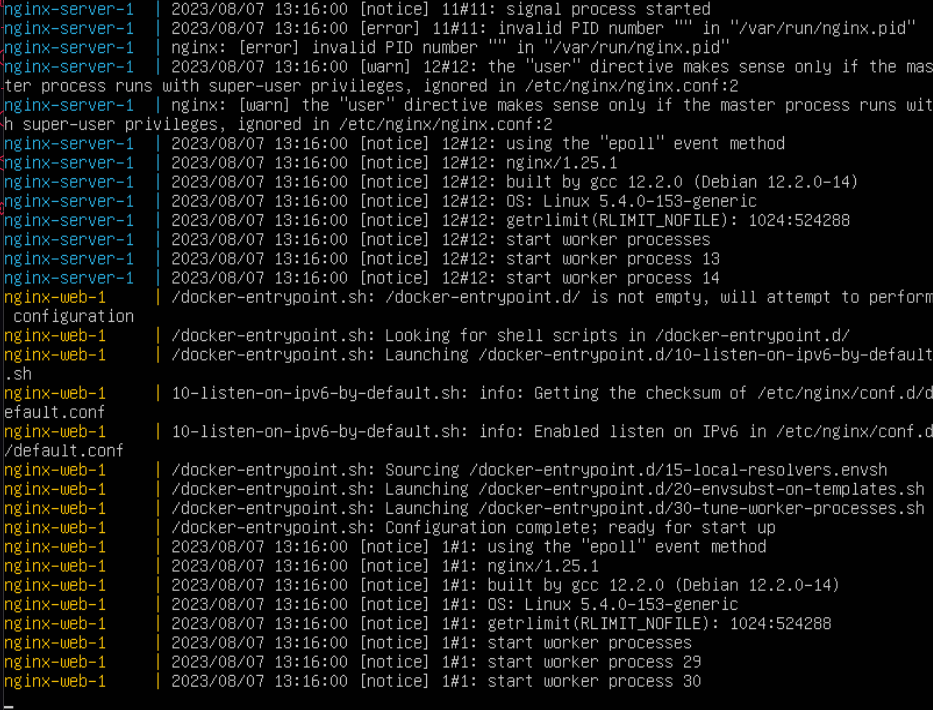 nginx-server-1  | 2023/08/07 13:16:00 [notice] 11#11: signal process started
nginx-server-1  | 2023/08/07 13:16:00 [error] 11#11: invalid PID number "" in "/var/run/nginx.pid"
nginx-server-1  | nginx: [error] invalid PID number "" in "/var/run/nginx.pid"
nginx-server-1  | 2023/08/07 13:16:00 [warn] 12#12: the "user" directive makes sense only if the mas
ter process runs with super-user privileges, ignored in /etc/nginx/nginx.conf:2
nginx-server-1  | nginx: [warn] the "user" directive makes sense only if the master process runs wit
h super-user privileges, ignored in /etc/nginx/nginx.conf:2
nginx-server-1  | 2023/08/07 13:16:00 [notice] 12#12: using the "epoll" event method
nginx-server-1  | 2023/08/07 13:16:00 [notice] 12#12: nginx/1.25.1
nginx-server-1  | 2023/08/07 13:16:00 [notice] 12#12: built by gcc 12.2.0 (Debian 12.2.0-14)
nginx-server-1  | 2023/08/07 13:16:00 [notice] 12#12: OS: Linux 5.4.0-153-generic
nginx-server-1  | 2023/08/07 13:16:00 [notice] 12#12: getrlimit(RLIMIT_NOFILE): 1024:524288
nginx-server-1  | 2023/08/07 13:16:00 [notice] 12#12: start worker processes
nginx-server-1  | 2023/08/07 13:16:00 [notice] 12#12: start worker process 13
nginx-server-1  | 2023/08/07 13:16:00 [notice] 12#12: start worker process 14
nginx-web-1     | /docker-entrypoint.sh: /docker-entrypoint.d/ is not empty, will attempt to perform
 configuration
nginx-web-1     | /docker-entrypoint.sh: Looking for shell scripts in /docker-entrypoint.d/
nginx-web-1     | /docker-entrypoint.sh: Launching /docker-entrypoint.d/10-listen-on-ipv6-by-default
.sh
nginx-web-1     | 10-listen-on-ipv6-by-default.sh: info: Getting the checksum of /etc/nginx/conf.d/d
efault.conf
nginx-web-1     | 10-listen-on-ipv6-by-default.sh: info: Enabled listen on IPv6 in /etc/nginx/conf.d
/default.conf
nginx-web-1     | /docker-entrypoint.sh: Sourcing /docker-entrypoint.d/15-local-resolvers.envsh
nginx-web-1     | /docker-entrypoint.sh: Launching /docker-entrypoint.d/20-envsubst-on-templates.sh
nginx-web-1     | /docker-entrypoint.sh: Launching /docker-entrypoint.d/30-tune-worker-processes.sh
nginx-web-1     | /docker-entrypoint.sh: Configuration complete; ready for start up
nginx-web-1     | 2023/08/07 13:16:00 [notice] 1#1: using the "epoll" event method
nginx-web-1     | 2023/08/07 13:16:00 [notice] 1#1: nginx/1.25.1
nginx-web-1     | 2023/08/07 13:16:00 [notice] 1#1: built by gcc 12.2.0 (Debian 12.2.0-14)
nginx-web-1     | 2023/08/07 13:16:00 [notice] 1#1: OS: Linux 5.4.0-153-generic
nginx-web-1     | 2023/08/07 13:16:00 [notice] 1#1: getrlimit(RLIMIT_NOFILE): 1024:524288
nginx-web-1     | 2023/08/07 13:16:00 [notice] 1#1: start worker processes
nginx-web-1     | 2023/08/07 13:16:00 [notice] 1#1: start worker process 29
nginx-web-1     | 2023/08/07 13:16:00 [notice] 1#1: start worker process 30